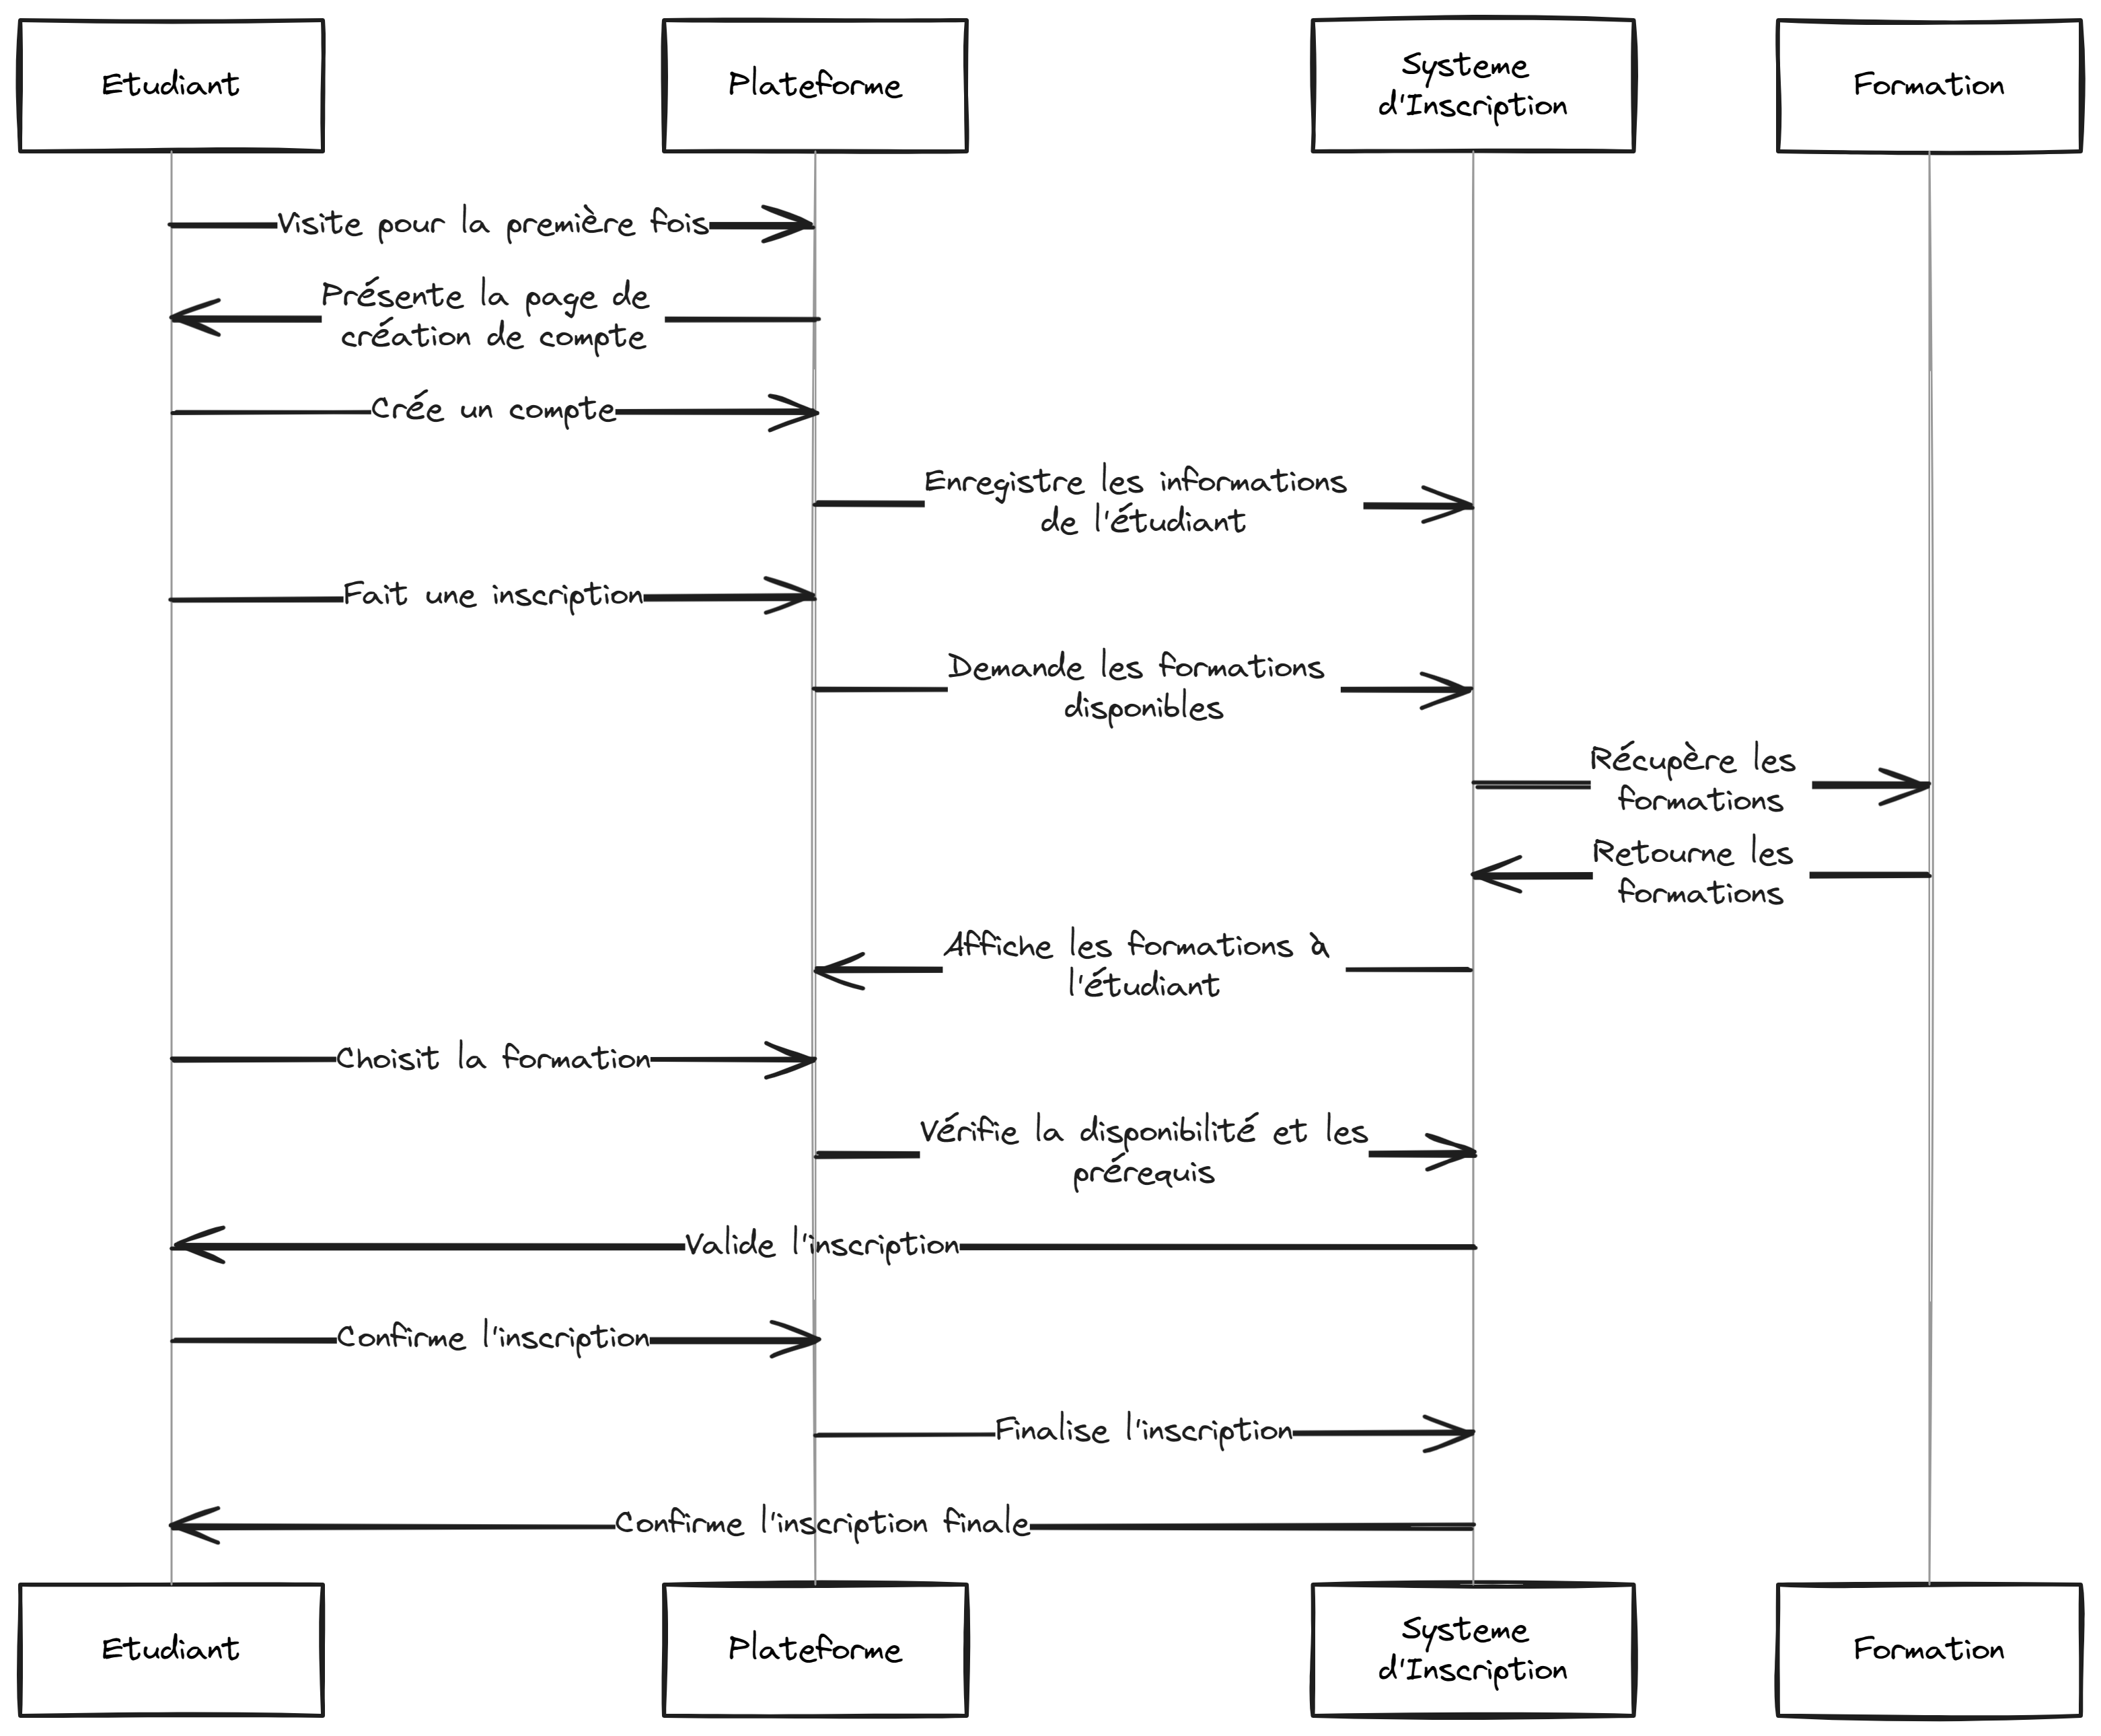 Etudiant
Plateforme
Systeme
d'Inscription
Formation
Visite pour la première fois
Présente la page de
création de compte
Crée un compte
Enregistre les informations
de l'étudiant
Fait une inscription
Demande les formations
disponibles
Récupère les
formations
Retourne les
formations
Affiche les formations à
l'étudiant
Choisit la formation
Vérifie la disponibilité et les
prérequis
Valide l'inscription
Confirme l'inscription
Finalise l'inscription
Confirme l'inscription finale
Etudiant
Plateforme
Systeme
d'Inscription
Formation